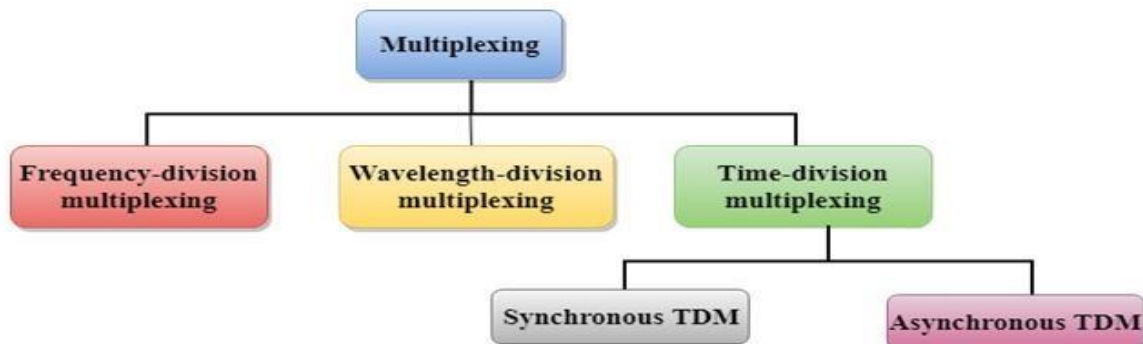 Multiplexing
Frequency-division
multiplexing
Wavelength-division
multiplexing
Time-division
multiplexing
Synchronous TDM
Asynchronous TDM